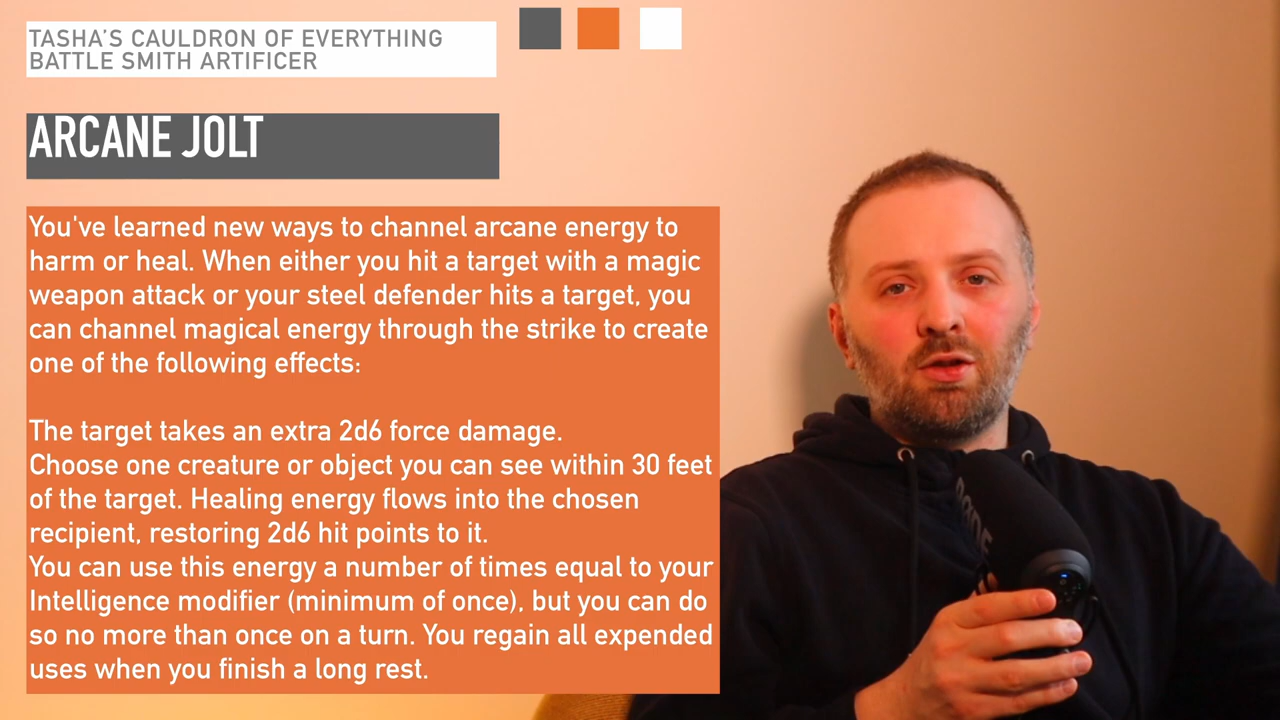 TASHA'S CAULDRON OF EVERYTHING
BATTLE SMITH ARTIFICER
ARCANE JOLT
You've learned new ways to channel arcane energy to
harm or heal. When either you hit a target with a magic
weapon attack or your steel defender hits a target, you
can channel magical energy through the strike to create
one of the following effects:
The target takes an extra 2d6 force damage.
Choose one creature or object you can see within 30 feet
of the target. Healing energy flows into the chosen
recipient, restoring 2d6 hit points to it.
You can use this energy a number of times equal to your
Intelligence modifier (minimum of once), but you can do
so no more than once on a turn. You regain all expended
uses when you finish a long rest.